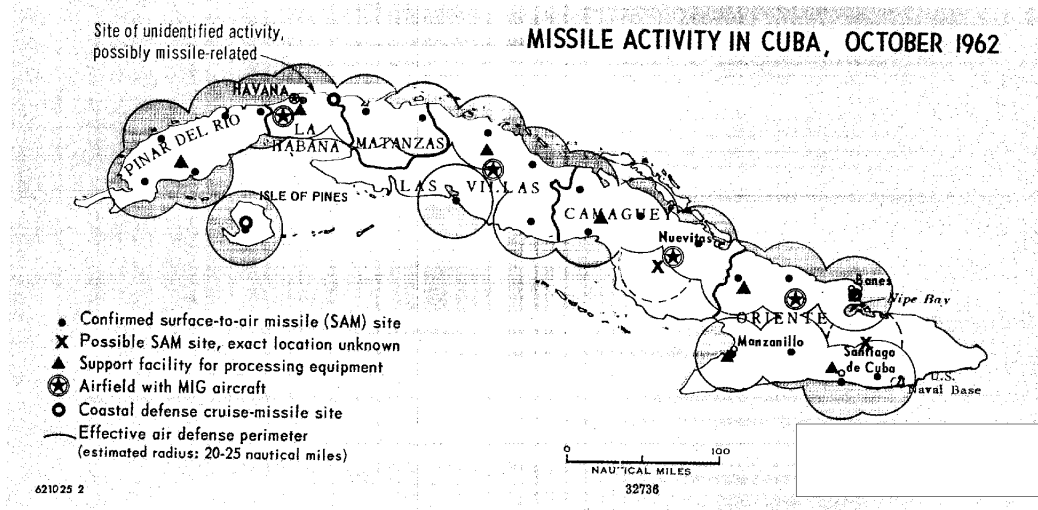 MISSILE ACTIVITY IN CUBA, OCTOBER 1962
Site of unidentified activity,
possibly missile-related
HAVANA
PINAR DEL RIO
LA
HABANA
MATANZAS
ISLE OF PINES
LAS VILLAS
CAMAGUEY
Nuevitas
Banes
Nipe Bay
ORIENTE
Manzanillo
Santiago
de Cuba
U.S.
Naval Base
Confirmed surface-to-air missile (SAM) site
X Possible SAM site, exact location unknown
Support facility for processing equipment
Airfield with MIG aircraft
Coastal defense cruise-missile site
Effective air defense perimeter
(estimated radius: 20-25 nautical miles)
0 100
NAUTICAL MILES
621025 2
32736